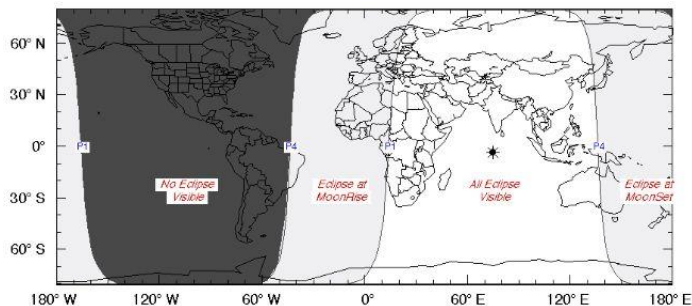 60° N
30° N
0°
30° S
60° S
P1
P4
P1
P4
No Eclipse
Visible
Eclipse at
MoonRise
All Eclipse
Visible
Eclipse at
MoonSet
180° W
120° W
60° W
0°
60° E
120° E
180° E